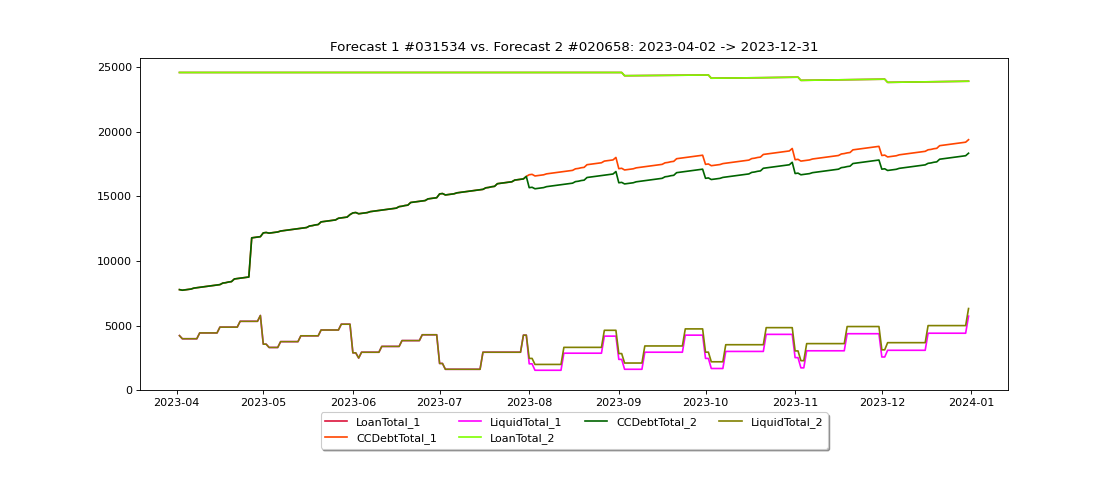 Forecast 1 #031534 vs. Forecast 2 #020658: 2023-04-02 -> 2023-12-31
25000
20000
15000
10000
5000
0
2023-04 2023-05 2023-06 2023-07 2023-08 2023-09 2023-10 2023-11 2023-12 2024-01
LoanTotal_1 LiquidTotal_1 CCDebtTotal_2 LiquidTotal_2
CCDebtTotal_1 LoanTotal_2